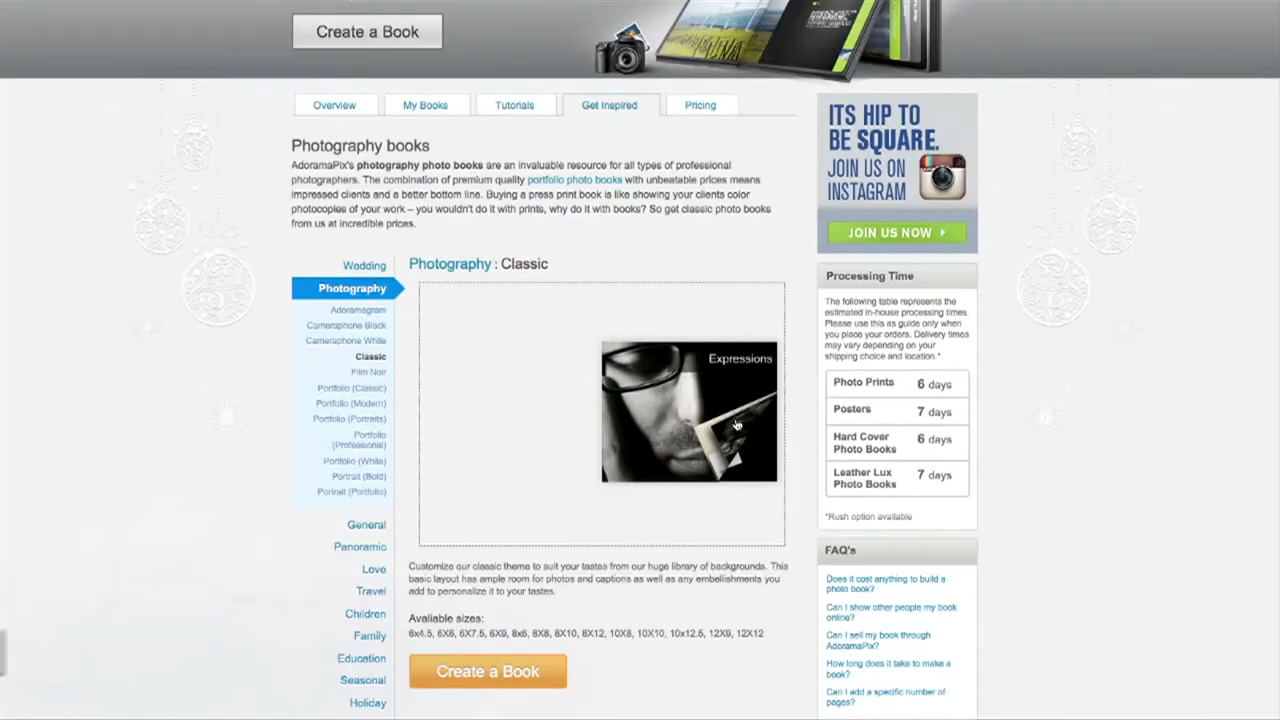 Create a Book
Overview
My Books
Tutorials
Get Inspired
Pricing
Photography books
AdoramaPix's photography photo books are an invaluable resource for all types of professional
photographers. The combination of premium quality portfolio photo books with unbeatable prices means
impressed clients and a better bottom line. Buying a press print book is like showing your clients color
photocopies of your work – you wouldn't do it with prints, why do it with books? So get classic photo books
from us at incredible prices.
Wedding
Photography
Adoramagram
Cameraphone Black
Cameraphone White
Classic
Film Noir
Portfolio (Classic)
Portfolio (Modern)
Portfolio (Portraits)
Portfolio
(Professional)
Portfolio (White)
Portrait (Bold)
Portrait (Portfolio)
General
Panoramic
Love
Travel
Children
Family
Education
Seasonal
Holiday
Photography : Classic
Expressions
Customize our classic theme to suit your tastes from our huge library of backgrounds. This
basic layout has ample room for photos and captions as well as any embellishments you
add to personalize it to your tastes.
Available sizes:
6x4.5, 6X6, 6X7.5, 6X9, 8x6, 8X8, 8X10, 8X12, 10X8, 10X10, 10x12.5, 12X9, 12X12
Create a Book
ITS HIP TO
BE SQUARE.
JOIN US ON
INSTAGRAM
JOIN US NOW
Processing Time
The following table represents the
estimated in-house processing times.
Please use this as guide only when
you place your orders. Delivery times
may vary depending on your
shipping choice and location.*
Photo Prints 6 days
Posters 7 days
Hard Cover
Photo Books 6 days
Leather Lux
Photo Books 7 days
*Rush option available
FAQ's
Does it cost anything to build a
photo book?
Can I show other people my book
online?
Can I sell my book through
AdoramaPix?
How long does it take to make a
book?
Can I add a specific number of
pages?